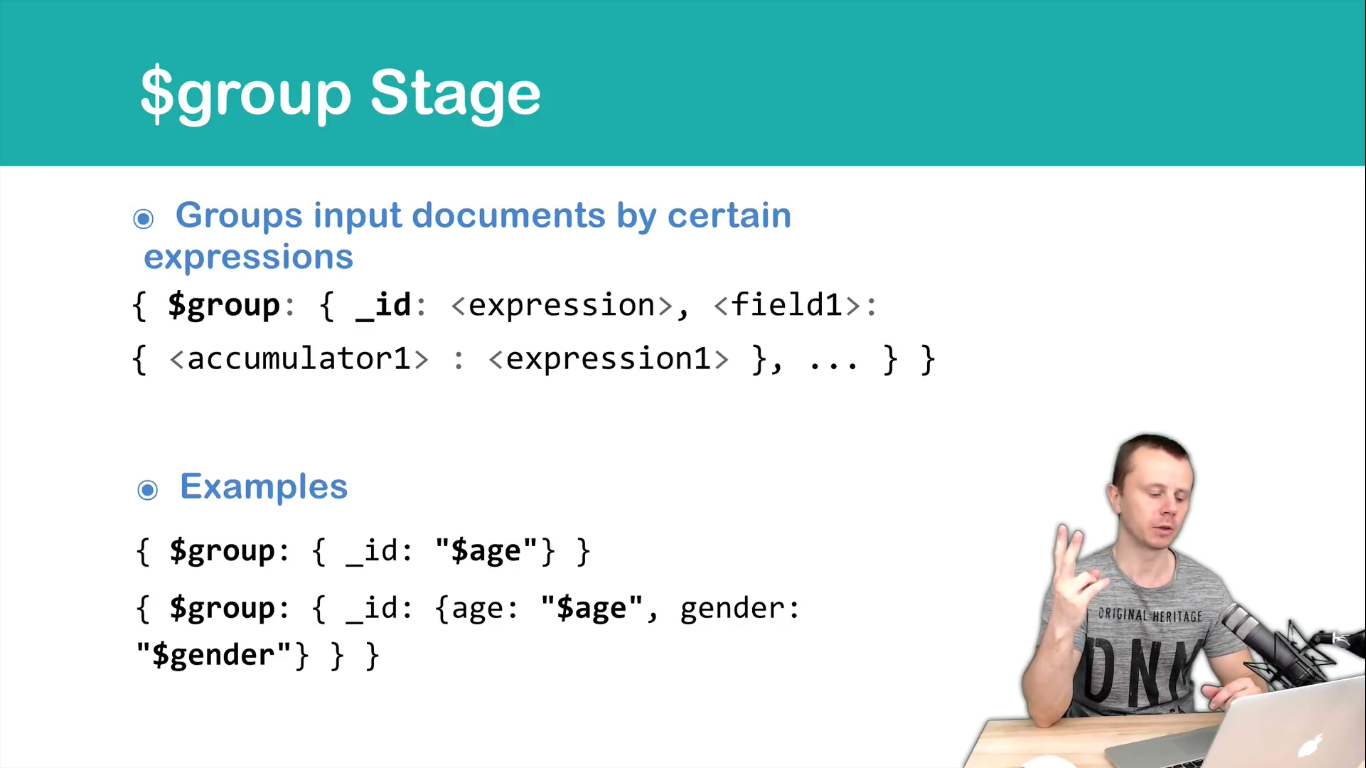 $group Stage
◉ Groups input documents by certain
expressions
{ $group: { _id: <expression>, <field1>:
{ <accumulator1> : <expression1> }, ... } }
◉ Examples
{ $group: { _id: "$age"} }
{ $group: { _id: {age: "$age", gender:
"$gender"} } }
ORIGINAL HERITAGE
DNM